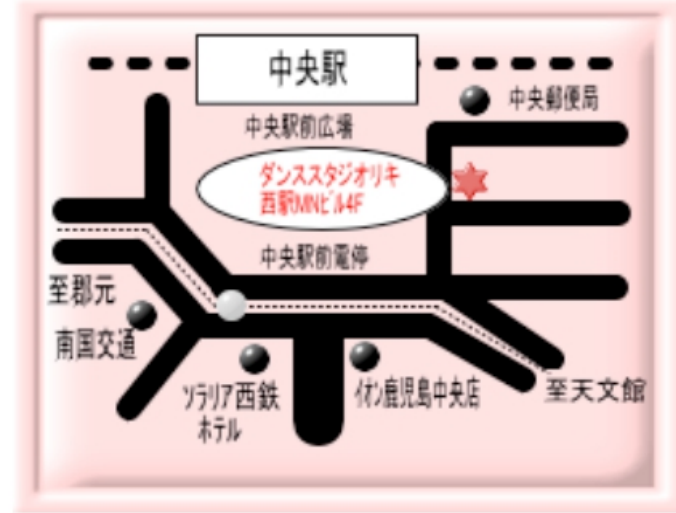 中央駅
中央郵便局
中央駅前広場
ダンススタジオリキ
西駅MNビル4F
中央駅前電停
至郡元
南国交通
ソラリア西鉄
ホテル
イオン鹿児島中央店
至天文館